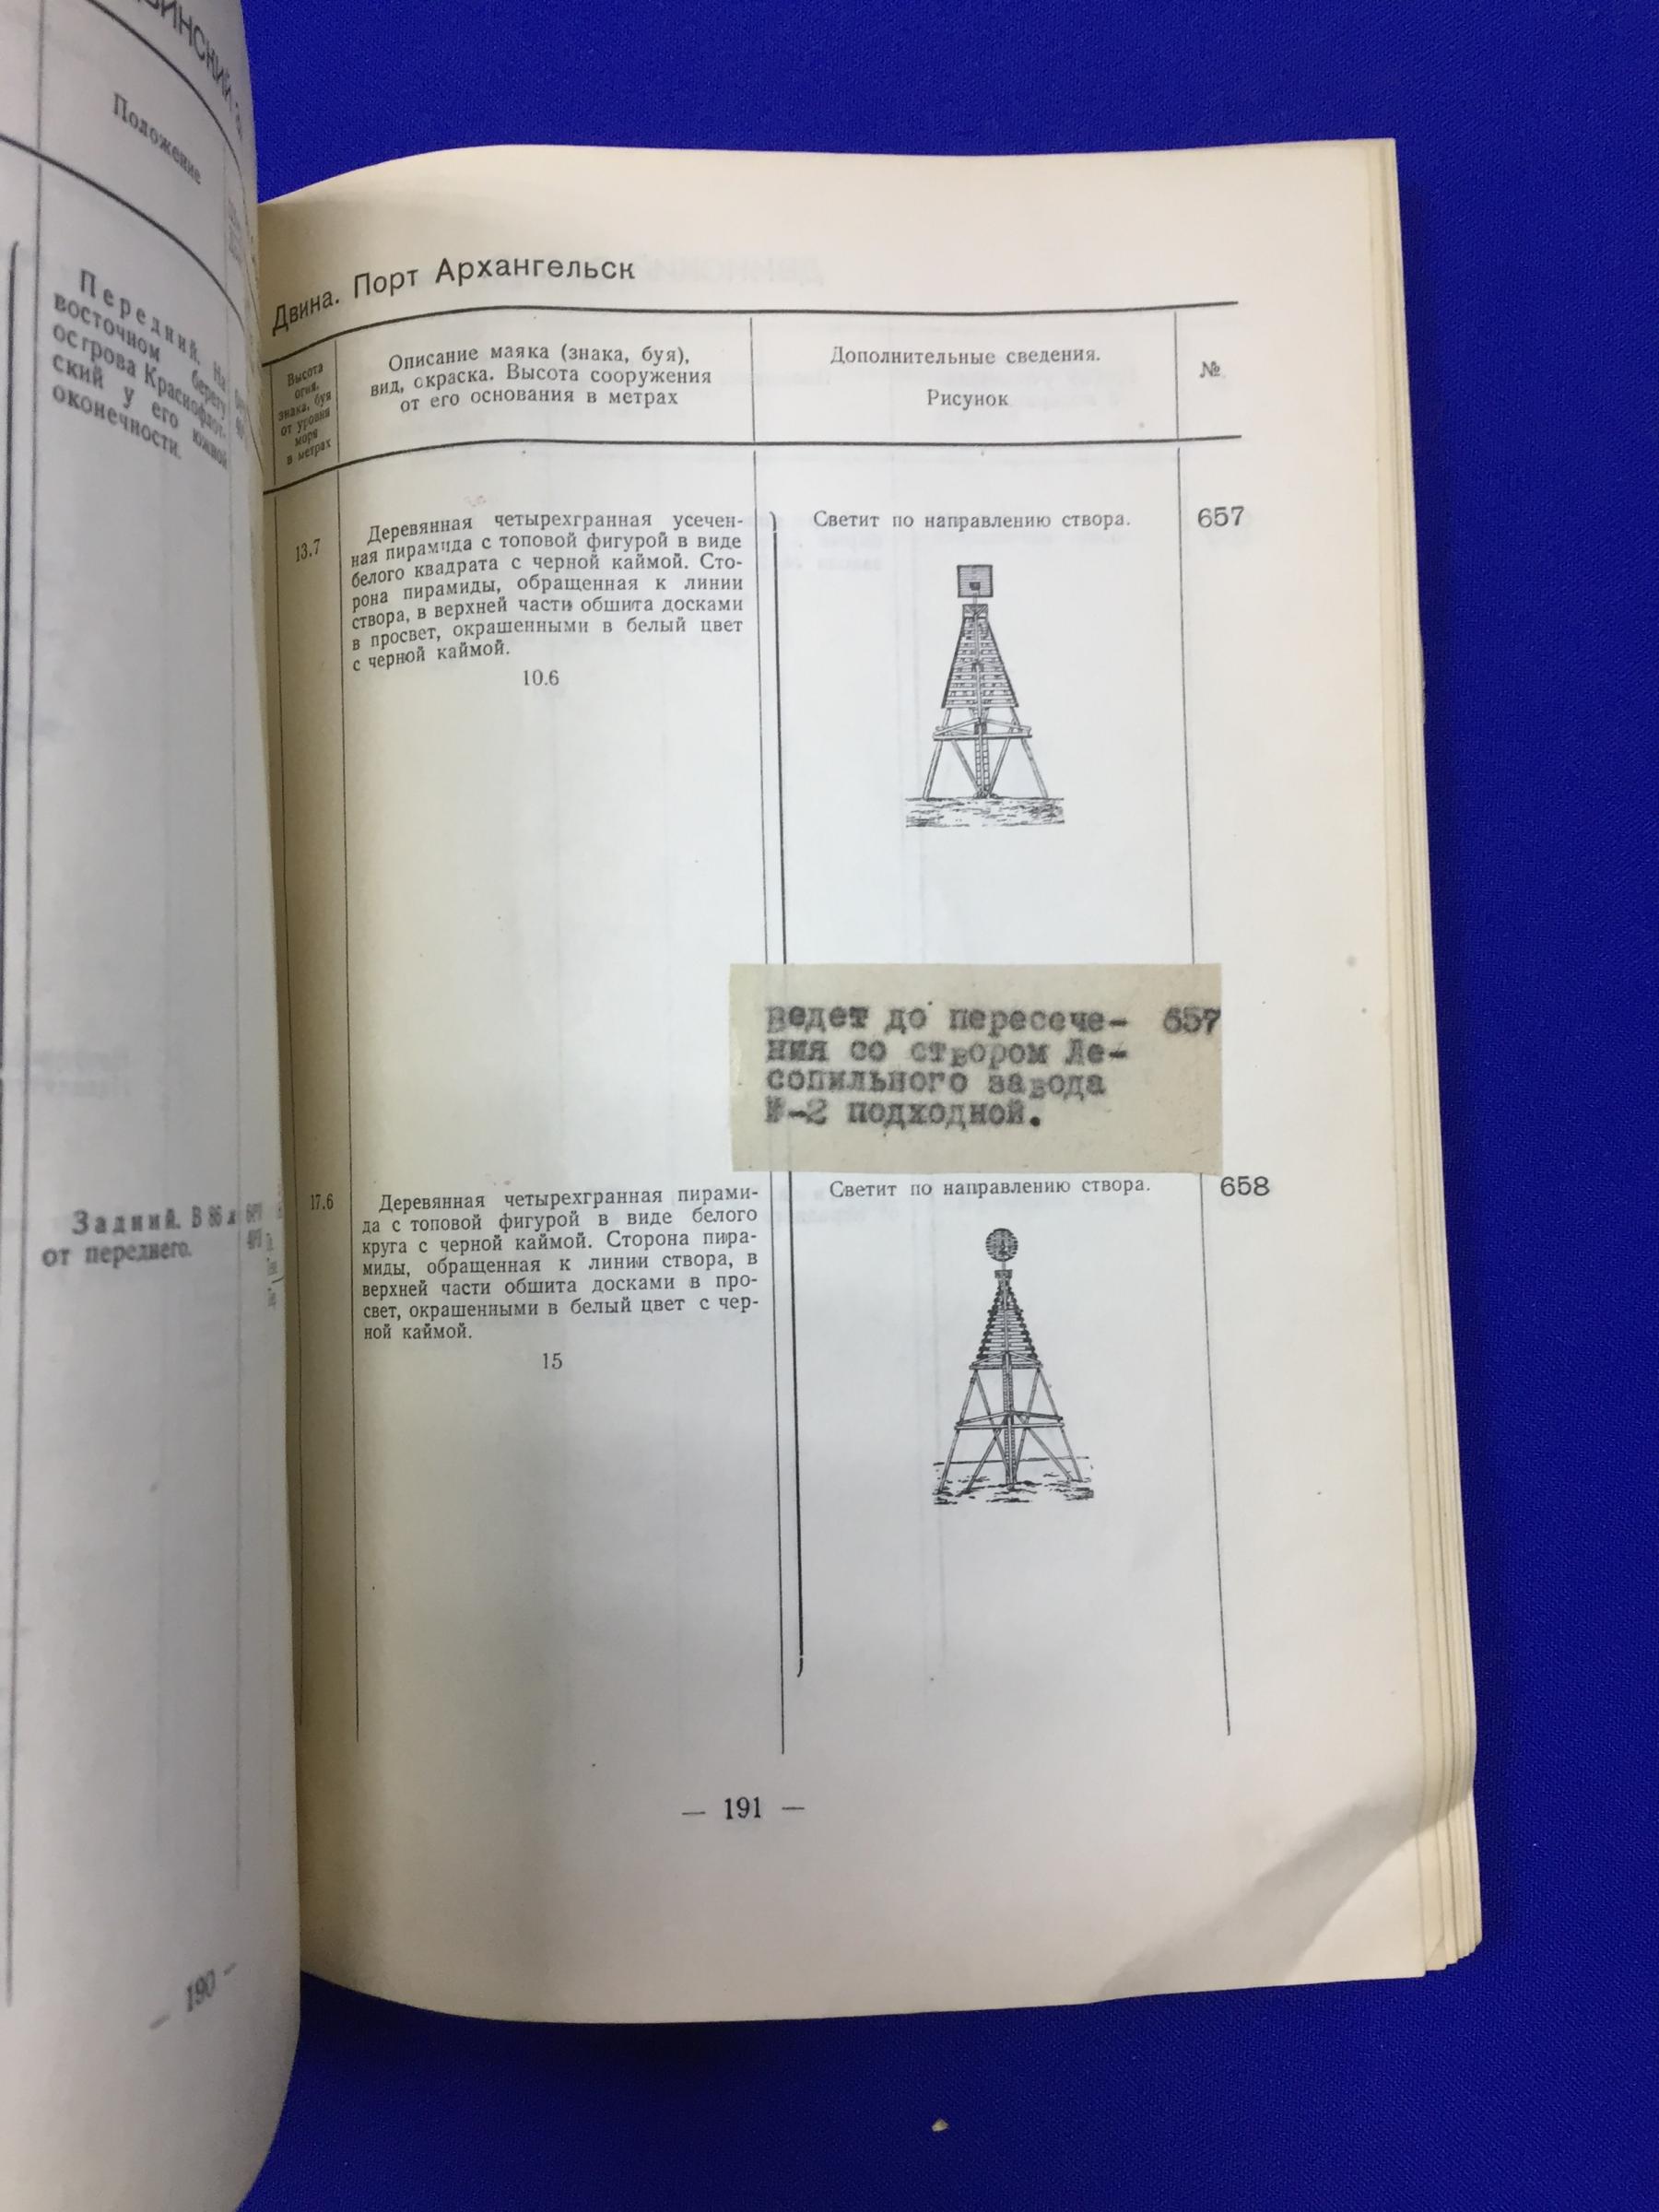 Положение
Передний. На
восточном берегу
острова Краснофлот-
ский у его южной
оконечности.
Задний. В 86 м
от переднего.
— 190 —
Двина. Порт Архангельск
Высота
огня,
знака, буя
от уровня
моря
в метрах
Описание маяка (знака, буя),
вид, окраска. Высота сооружения
от его основания в метрах
Дополнительные сведения.
Рисунок
№
13.7
Деревянная четырехгранная усечен-
ная пирамида с топовой фигурой в виде
белого квадрата с черной каймой. Сто-
рона пирамиды, обращенная к линии
створа, в верхней части обшита досками
в просвет, окрашенными в белый цвет
с черной каймой.
10.6
Светит по направлению створа.
657
ведет до пересече- 657
ния со створом Ле-
сопильного завода
№-2 подходной.
17.6
Деревянная четырехгранная пирами-
да с топовой фигурой в виде белого
круга с черной каймой. Сторона пира-
миды, обращенная к линии створа, в
верхней части обшита досками в про-
свет, окрашенными в белый цвет с чер-
ной каймой.
15
Светит по направлению створа.
658
— 191 —